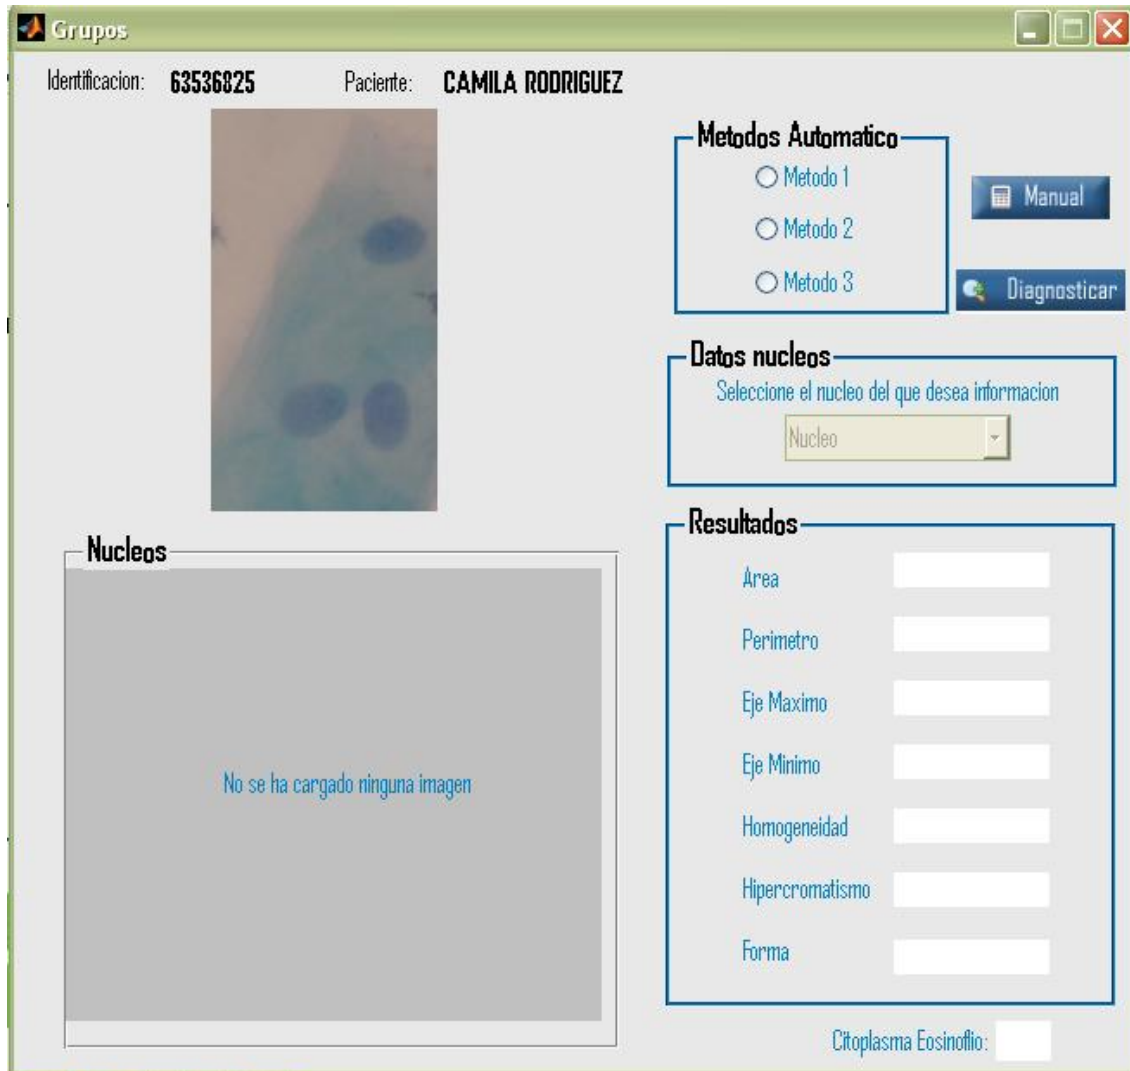 Grupos
Identificacion: 63536825 Paciente: CAMILA RODRIGUEZ
Metodos Automatico
Metodo 1
Metodo 2
Metodo 3
Manual
Diagnosticar
Datos nucleos
Seleccione el nucleo del que desea informacion
Nucleo
Nucleos
No se ha cargado ninguna imagen
Resultados
Area
Perimetro
Eje Maximo
Eje Minimo
Homogeneidad
Hipercromatismo
Forma
Citoplasma Eosinoflio: